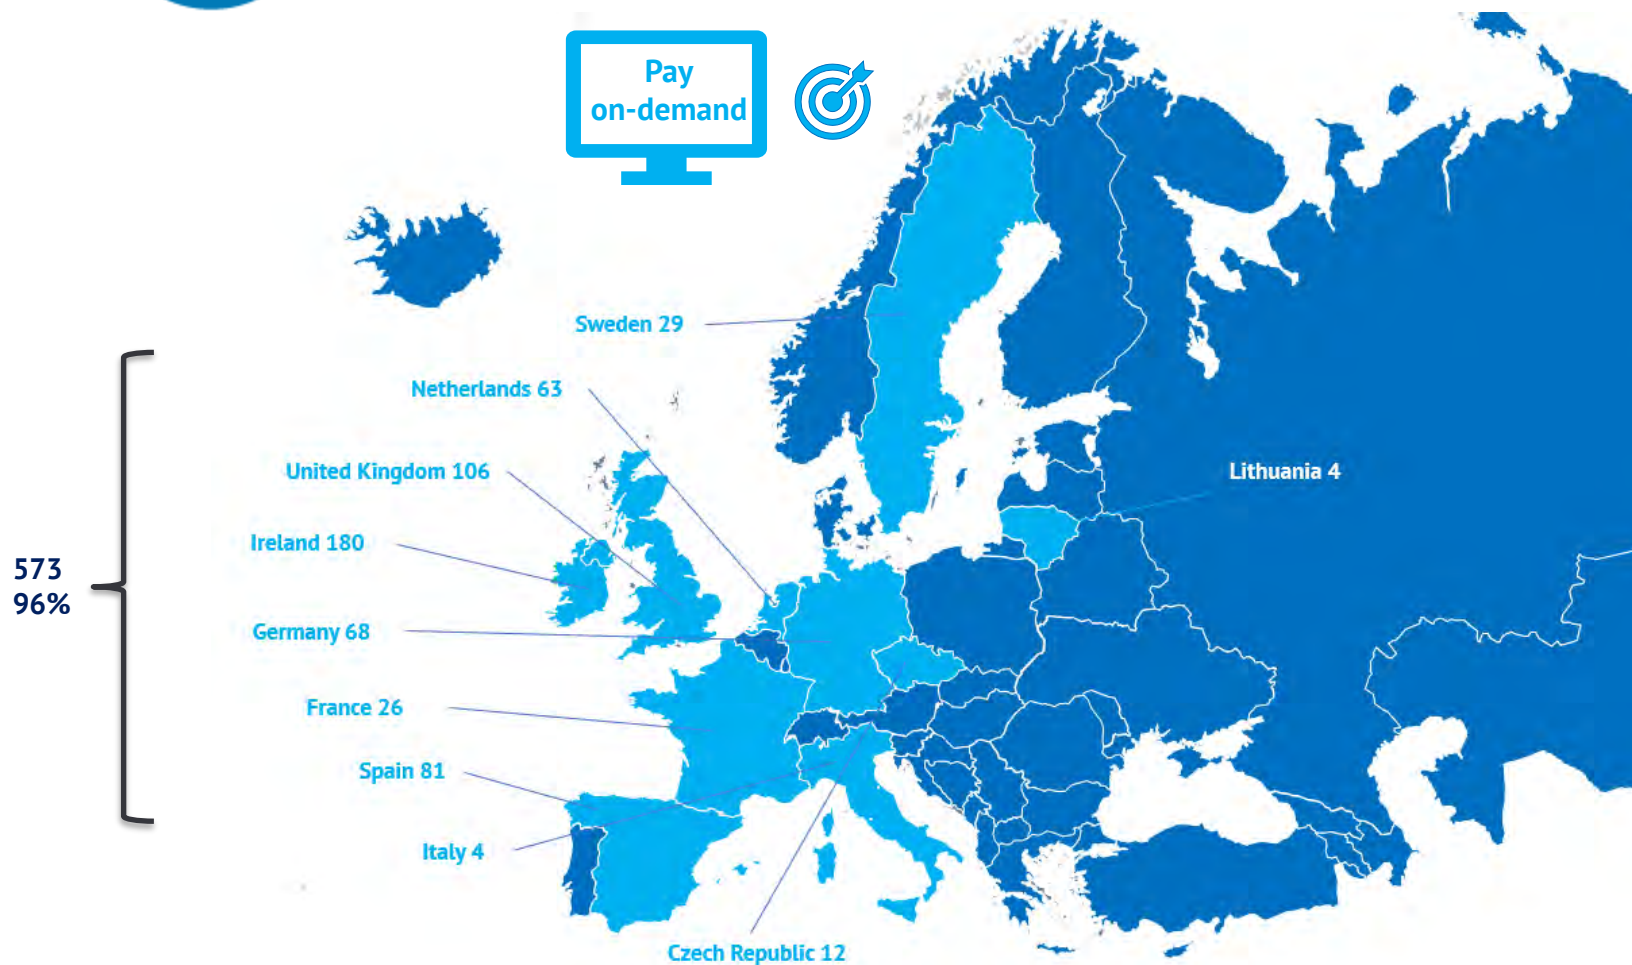 Pay
on-demand
Sweden 29
Netherlands 63
United Kingdom 106
Lithuania 4
Ireland 180
573
96%
Germany 68
France 26
Spain 81
Italy 4
Czech Republic 12